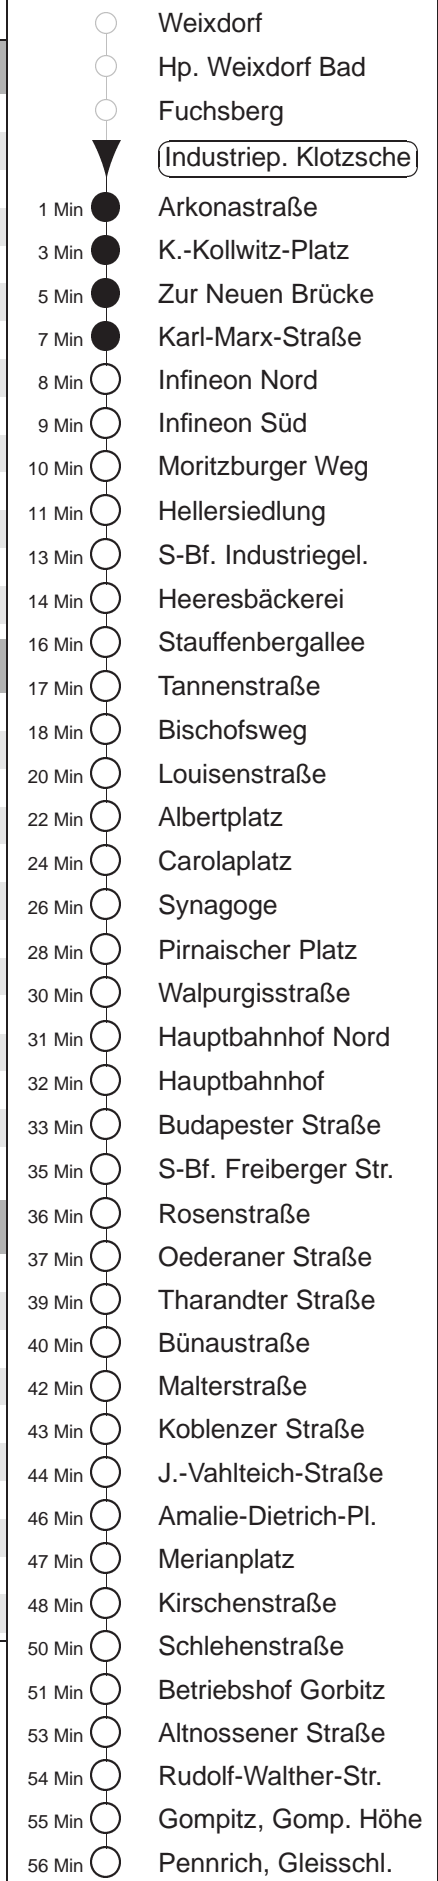 Weixdorf
Hp. Weixdorf Bad
Fuchsberg
Industriep. Klotzsche
1 Min Arkonastraße
3 Min K.-Kollwitz-Platz
5 Min Zur Neuen Brücke
7 Min Karl-Marx-Straße
8 Min Infineon Nord
9 Min Infineon Süd
10 Min Moritzburger Weg
11 Min Hellersiedlung
13 Min S-Bf. Industriegel.
14 Min Heeresbäckerei
16 Min Stauffenbergallee
17 Min Tannenstraße
18 Min Bischofsweg
20 Min Louisenstraße
22 Min Albertplatz
24 Min Carolaplatz
26 Min Synagoge
28 Min Pirnaischer Platz
30 Min Walpurgisstraße
31 Min Hauptbahnhof Nord
32 Min Hauptbahnhof
33 Min Budapester Straße
35 Min S-Bf. Freiberger Str.
36 Min Rosenstraße
37 Min Oederaner Straße
39 Min Tharandter Straße
40 Min Bünaustraße
42 Min Malterstraße
43 Min Koblenzer Straße
44 Min J.-Vahlteich-Straße
46 Min Amalie-Dietrich-Pl.
47 Min Merianplatz
48 Min Kirschenstraße
50 Min Schlehenstraße
51 Min Betriebshof Gorbitz
53 Min Altnossener Straße
54 Min Rudolf-Walther-Str.
55 Min Gompitz, Gomp. Höhe
56 Min Pennrich, Gleisschl.